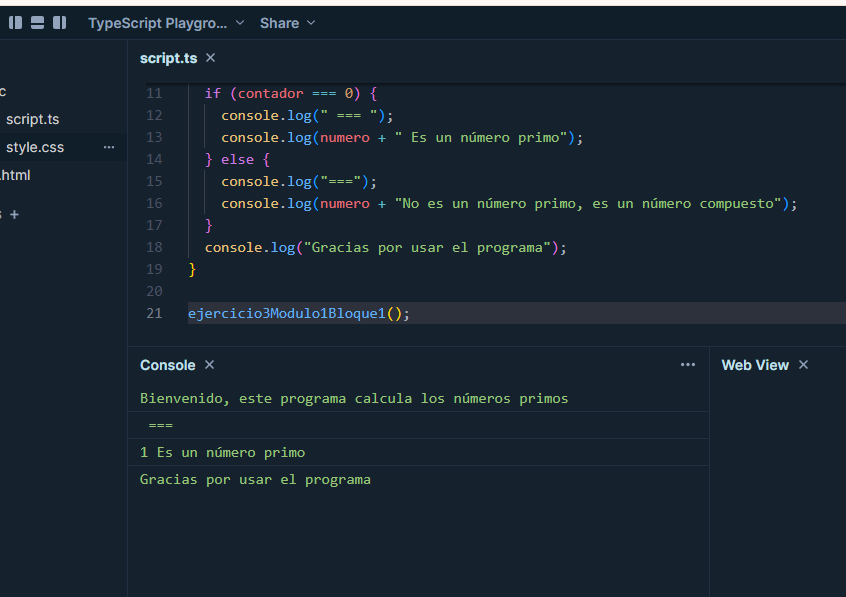 TypeScript Playgro... Share
script.ts
c
script.ts
style.css ...
.html
s +
11 if (contador === 0) {
12 console.log(" === ");
13 console.log(numero + " Es un número primo");
14 } else {
15 console.log("===");
16 console.log(numero + "No es un número primo, es un número compuesto");
17 }
18 console.log("Gracias por usar el programa");
19 }
20
21 ejercicio3Modulo1Bloque1();
Console
Bienvenido, este programa calcula los números primos
===
1 Es un número primo
Gracias por usar el programa
Web View